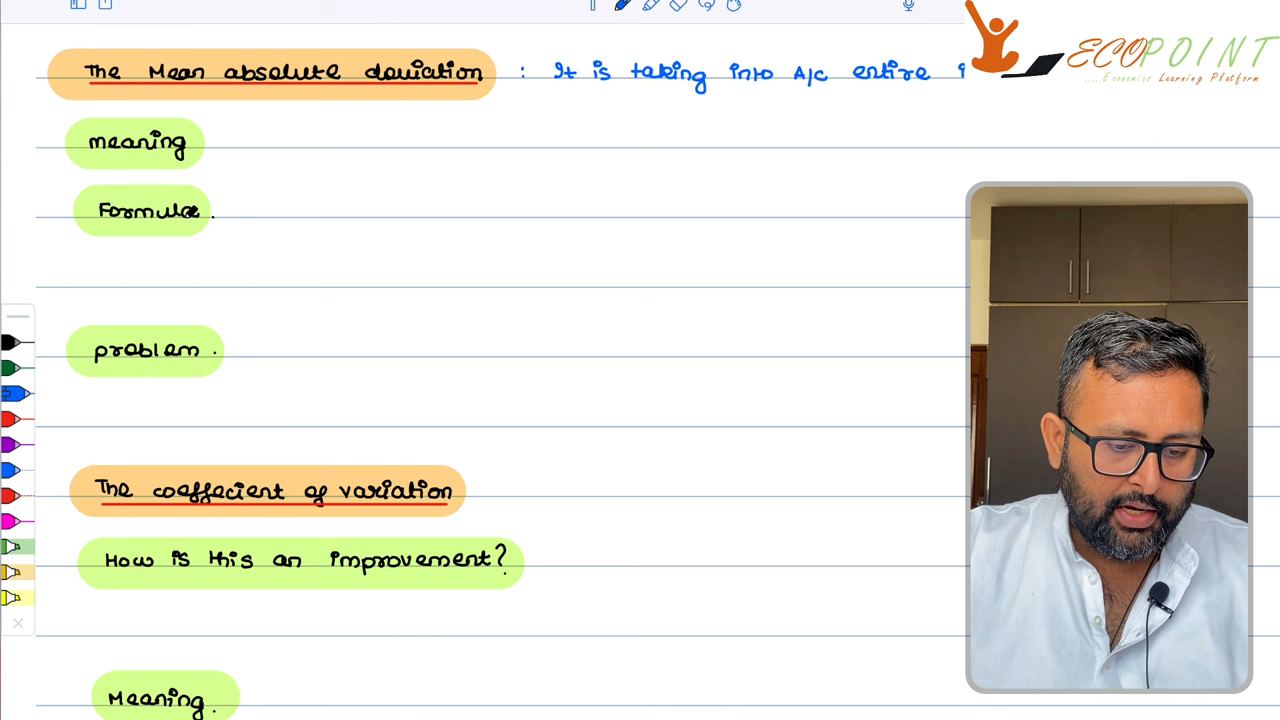 The Mean absolute deviation : It is taking into A/C entire
ECOPOINT
.....Economics Learning Platform
meaning
Formula.
problem.
The coeffecient of variation
How is this an improvement?
Meaning.